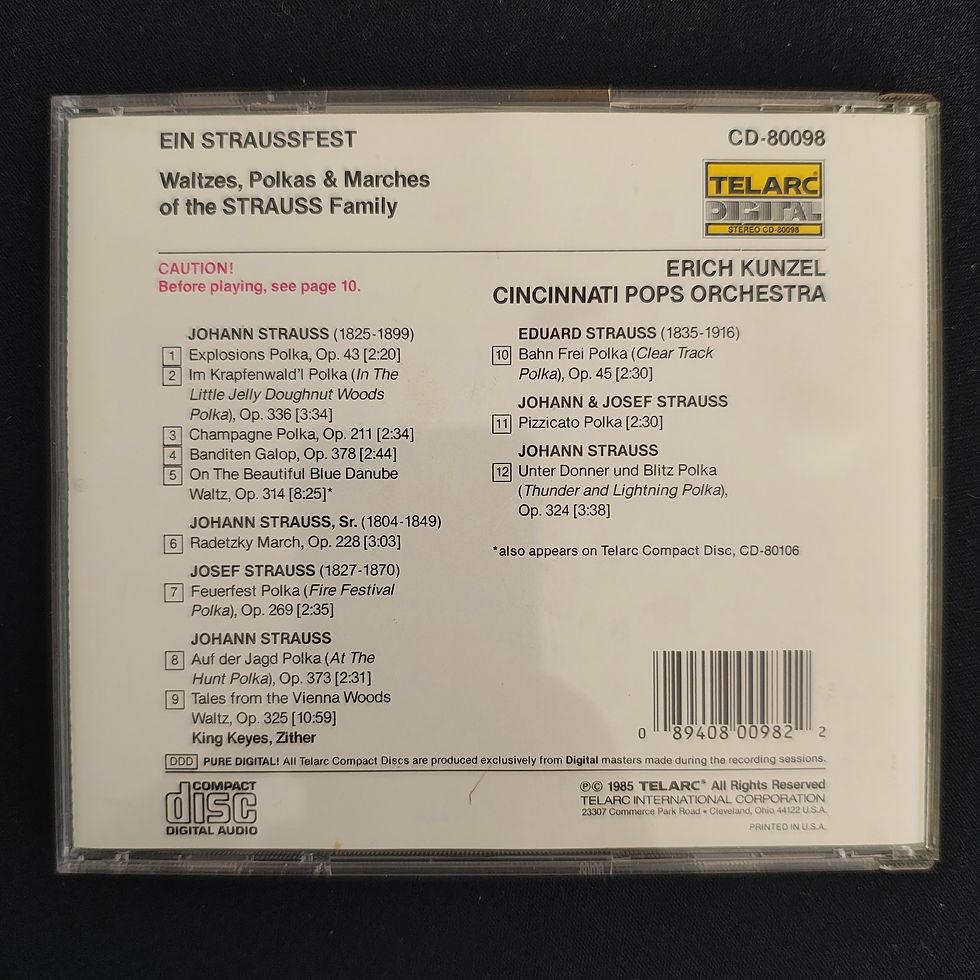 EIN STRAUSSFEST
CD-80098
Waltzes, Polkas & Marches
of the STRAUSS Family
TELARC®
DIGITAL
STEREO CD-80098
CAUTION!
Before playing, see page 10.
ERICH KUNZEL
CINCINNATI POPS ORCHESTRA
JOHANN STRAUSS (1825-1899)
1 Explosions Polka, Op. 43 [2:20]
2 Im Krapfenwald'l Polka (In The
Little Jelly Doughnut Woods
Polka), Op. 336 [3:34]
3 Champagne Polka, Op. 211 [2:34]
4 Banditen Galop, Op. 378 [2:44]
5 On The Beautiful Blue Danube
Waltz, Op. 314 [8:25]*
JOHANN STRAUSS, Sr. (1804-1849)
6 Radetzky March, Op. 228 [3:03]
JOSEF STRAUSS (1827-1870)
7 Feuerfest Polka (Fire Festival
Polka), Op. 269 [2:35]
JOHANN STRAUSS
8 Auf der Jagd Polka (At The
Hunt Polka), Op. 373 [2:31]
9 Tales from the Vienna Woods
Waltz, Op. 325 [10:59]
King Keyes, Zither
EDUARD STRAUSS (1835-1916)
10 Bahn Frei Polka (Clear Track
Polka), Op. 45 [2:30]
JOHANN & JOSEF STRAUSS
11 Pizzicato Polka [2:30]
JOHANN STRAUSS
12 Unter Donner und Blitz Polka
(Thunder and Lightning Polka),
Op. 324 [3:38]
*also appears on Telarc Compact Disc, CD-80106
0 89408 00982 2
DDD PURE DIGITAL! All Telarc Compact Discs are produced exclusively from Digital masters made during the recording sessions.
COMPACT
disc
DIGITAL AUDIO
℗© 1985 TELARC® All Rights Reserved
TELARC INTERNATIONAL CORPORATION
23307 Commerce Park Road • Cleveland, Ohio 44122 U.S.A.
PRINTED IN U.S.A.